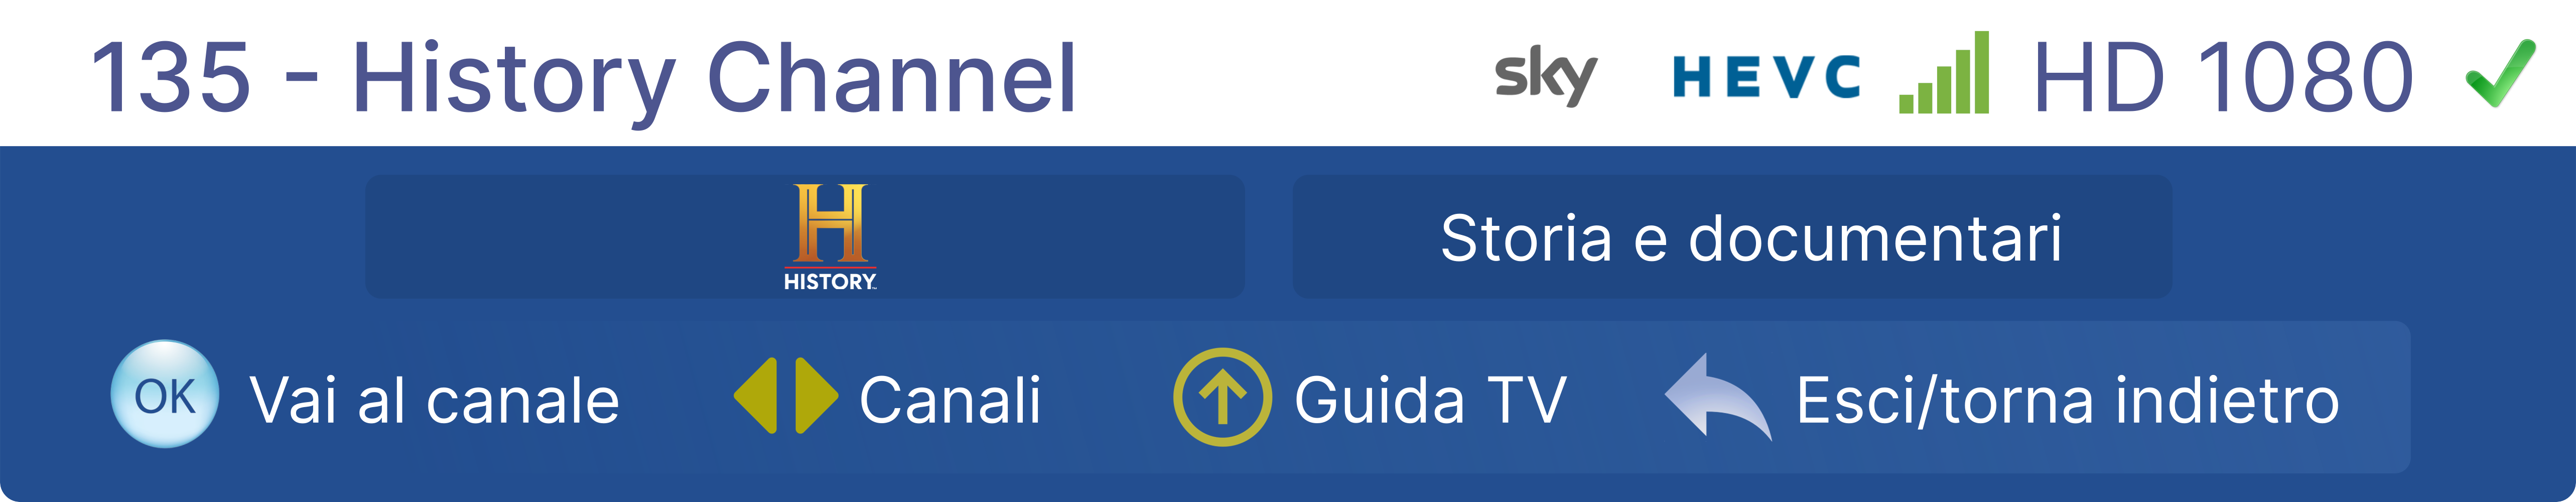 135 - History Channel sky HEVC HD 1080
H
HISTORY
Storia e documentari
OK Vai al canale Canali Guida TV Esci/torna indietro